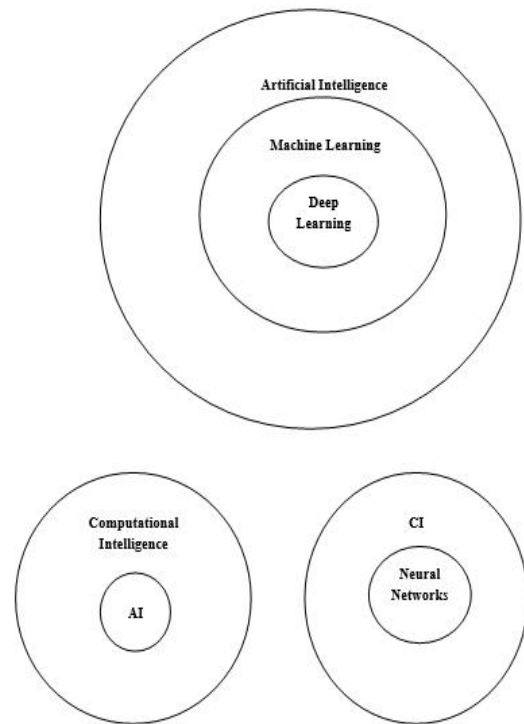 Artificial Intelligence
Machine Learning
Deep
Learning
Computational
Intelligence
AI
CI
Neural
Networks